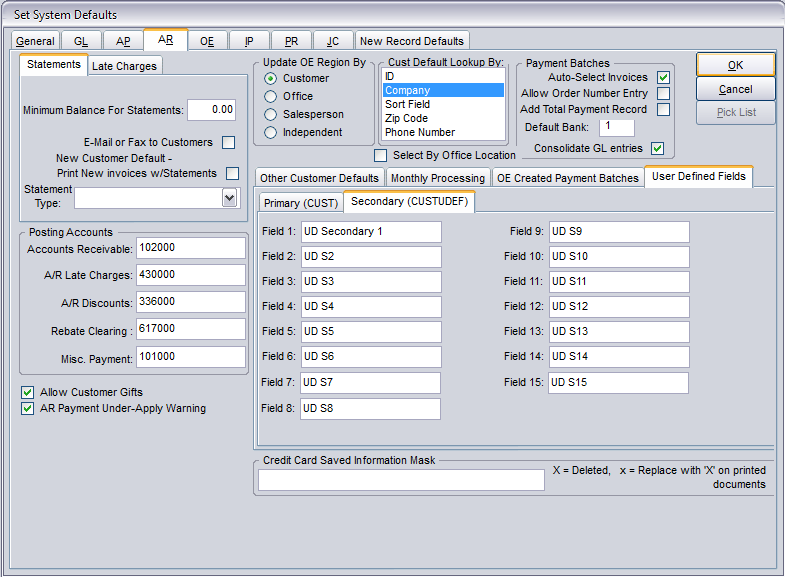 Set System Defaults
General GL AP AR OE IP PR JC New Record Defaults
Statements Late Charges
Minimum Balance For Statements: 0.00
E-Mail or Fax to Customers
New Customer Default -
Print New invoices w/Statements
Statement
Type:
Posting Accounts
Accounts Receivable: 102000
A/R Late Charges: 430000
A/R Discounts: 336000
Rebate Clearing : 617000
Misc. Payment: 101000
Allow Customer Gifts
AR Payment Under-Apply Warning
Update OE Region By
Customer
Office
Salesperson
Independent
Cust Default Lookup By:
ID
Company
Sort Field
Zip Code
Phone Number
Select By Office Location
Payment Batches
Auto-Select Invoices
Allow Order Number Entry
Add Total Payment Record
Default Bank: 1
Consolidate GL entries
OK
Cancel
Pick List
Other Customer Defaults Monthly Processing OE Created Payment Batches User Defined Fields
Primary (CUST) Secondary (CUSTUDEF)
Field 1: UD Secondary 1
Field 2: UD S2
Field 3: UD S3
Field 4: UD S4
Field 5: UD S5
Field 6: UD S6
Field 7: UD S7
Field 8: UD S8
Field 9: UD S9
Field 10: UD S10
Field 11: UD S11
Field 12: UD S12
Field 13: UD S13
Field 14: UD S14
Field 15: UD S15
Credit Card Saved Information Mask
X = Deleted, x = Replace with 'X' on printed
documents